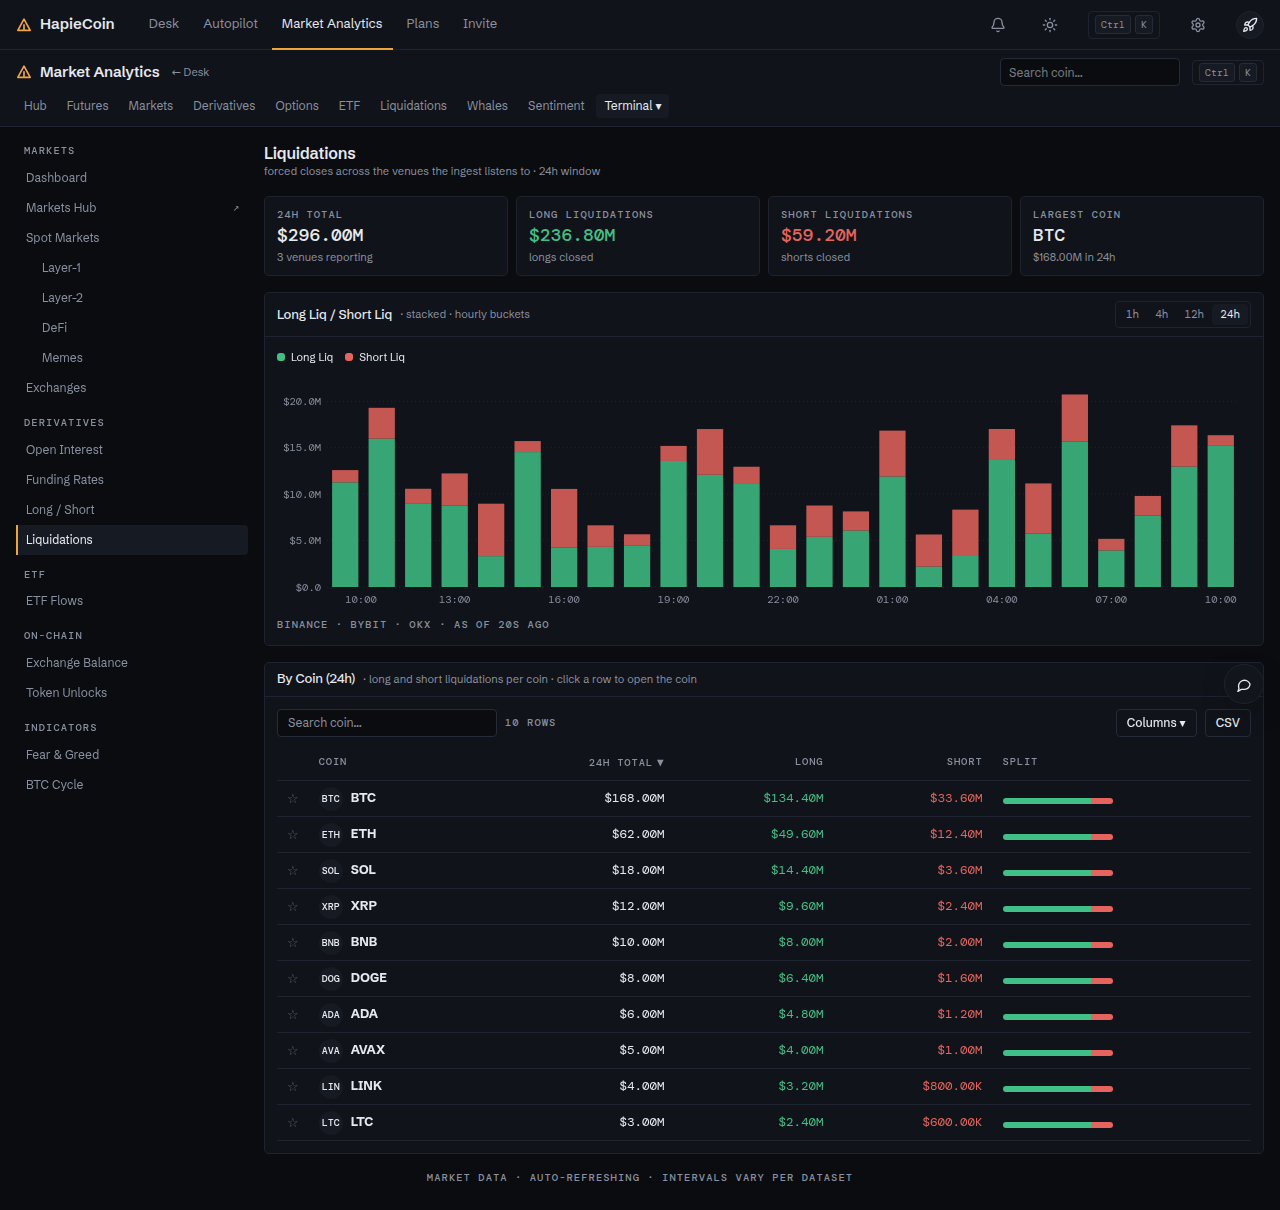 HapieCoin Desk Autopilot Market Analytics Plans Invite Ctrl K
Market Analytics ← Desk Search coin... Ctrl K
Hub Futures Markets Derivatives Options ETF Liquidations Whales Sentiment Terminal ▾
MARKETS
Dashboard
Markets Hub ↗
Spot Markets
Layer-1
Layer-2
DeFi
Memes
Exchanges
DERIVATIVES
Open Interest
Funding Rates
Long / Short
Liquidations
ETF
ETF Flows
ON-CHAIN
Exchange Balance
Token Unlocks
INDICATORS
Fear & Greed
BTC Cycle
Liquidations
forced closes across the venues the ingest listens to · 24h window
24H TOTAL
$296.00M
3 venues reporting
LONG LIQUIDATIONS
$236.80M
longs closed
SHORT LIQUIDATIONS
$59.20M
shorts closed
LARGEST COIN
BTC
$168.00M in 24h
Long Liq / Short Liq · stacked · hourly buckets 1h 4h 12h 24h
Long Liq Short Liq
$20.0M
$15.0M
$10.0M
$5.0M
$0.0
10:00 13:00 16:00 19:00 22:00 01:00 04:00 07:00 10:00
BINANCE · BYBIT · OKX · AS OF 20S AGO
By Coin (24h) · long and short liquidations per coin · click a row to open the coin
Search coin... 10 ROWS Columns ▾ CSV
COIN 24H TOTAL ▼ LONG SHORT SPLIT
☆ BTC BTC $168.00M $134.40M $33.60M
☆ ETH ETH $62.00M $49.60M $12.40M
☆ SOL SOL $18.00M $14.40M $3.60M
☆ XRP XRP $12.00M $9.60M $2.40M
☆ BNB BNB $10.00M $8.00M $2.00M
☆ DOG DOGE $8.00M $6.40M $1.60M
☆ ADA ADA $6.00M $4.80M $1.20M
☆ AVA AVAX $5.00M $4.00M $1.00M
☆ LIN LINK $4.00M $3.20M $800.00K
☆ LTC LTC $3.00M $2.40M $600.00K
MARKET DATA · AUTO-REFRESHING · INTERVALS VARY PER DATASET